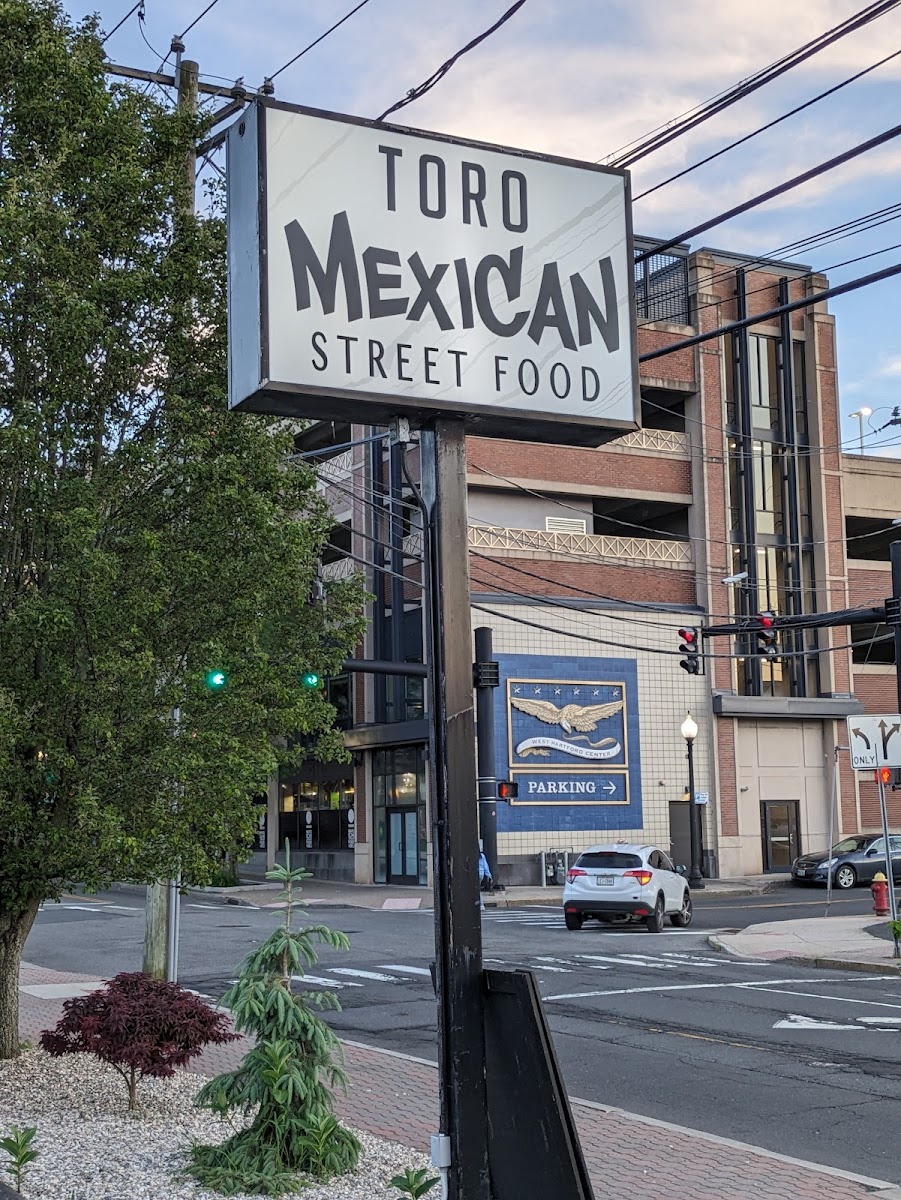 TORO
MEXICAN
STREET FOOD
WEST HARTFORD CENTER
PARKING →
ONLY